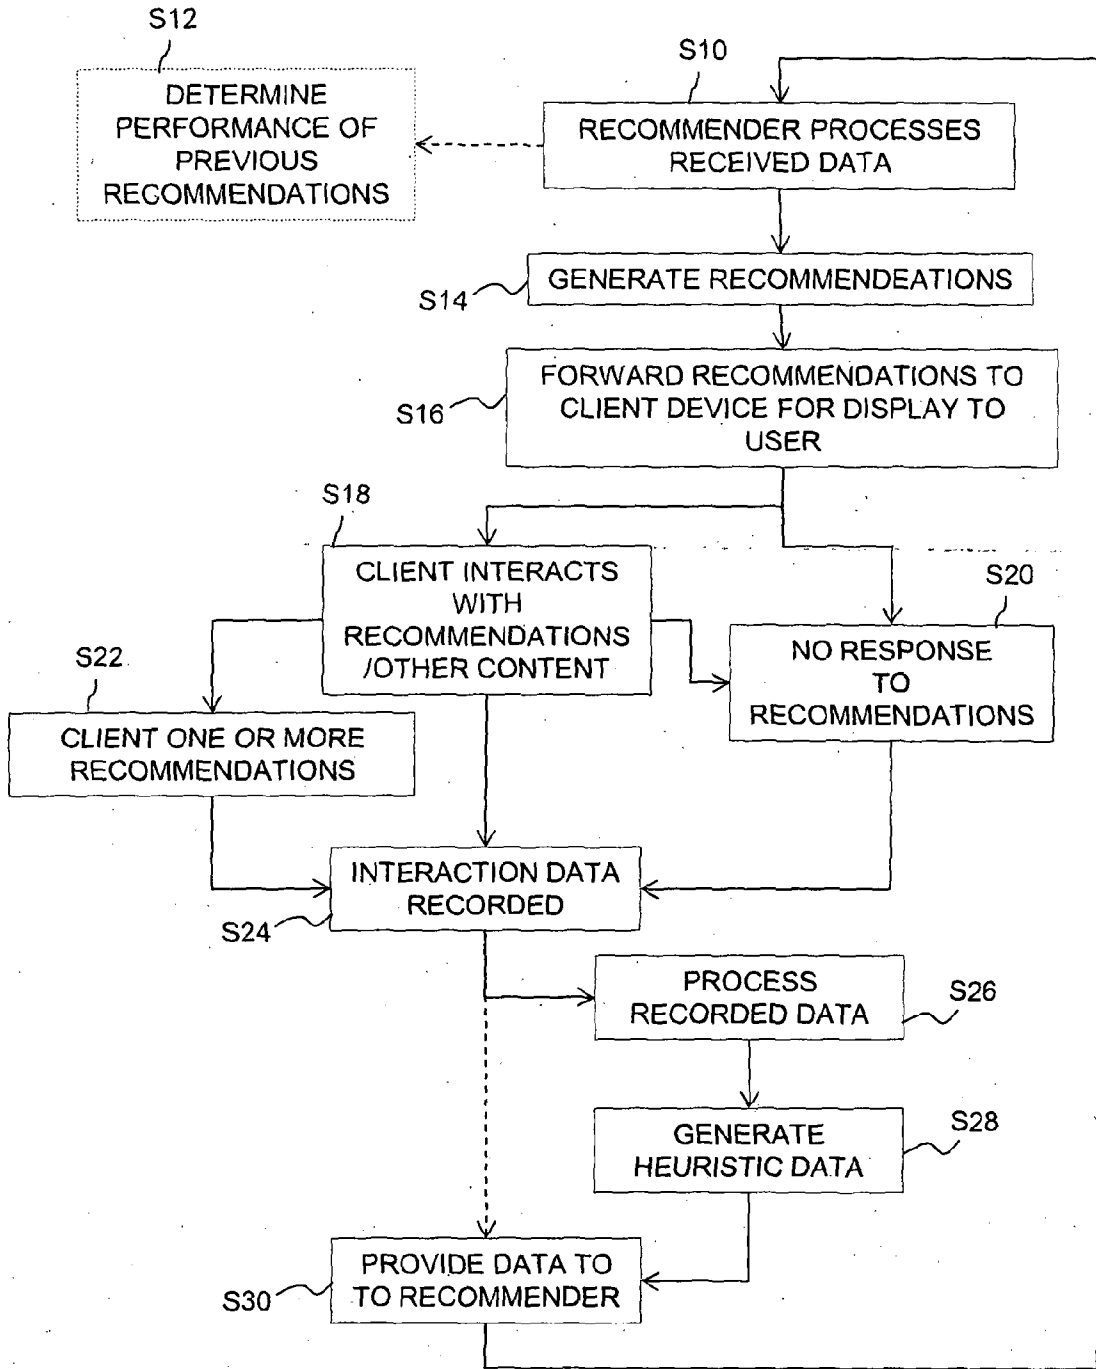 S12
DETERMINE
PERFORMANCE OF
PREVIOUS
RECOMMENDATIONS
S10
RECOMMENDER PROCESSES
RECEIVED DATA
S14
GENERATE RECOMMENDEATIONS
S16
FORWARD RECOMMENDATIONS TO
CLIENT DEVICE FOR DISPLAY TO
USER
S18
CLIENT INTERACTS
WITH
RECOMMENDATIONS
/OTHER CONTENT
S20
NO RESPONSE
TO
RECOMMENDATIONS
S22
CLIENT ONE OR MORE
RECOMMENDATIONS
INTERACTION DATA
RECORDED
S24
PROCESS
RECORDED DATA
S26
GENERATE
HEURISTIC DATA
S28
PROVIDE DATA TO
TO RECOMMENDER
S30